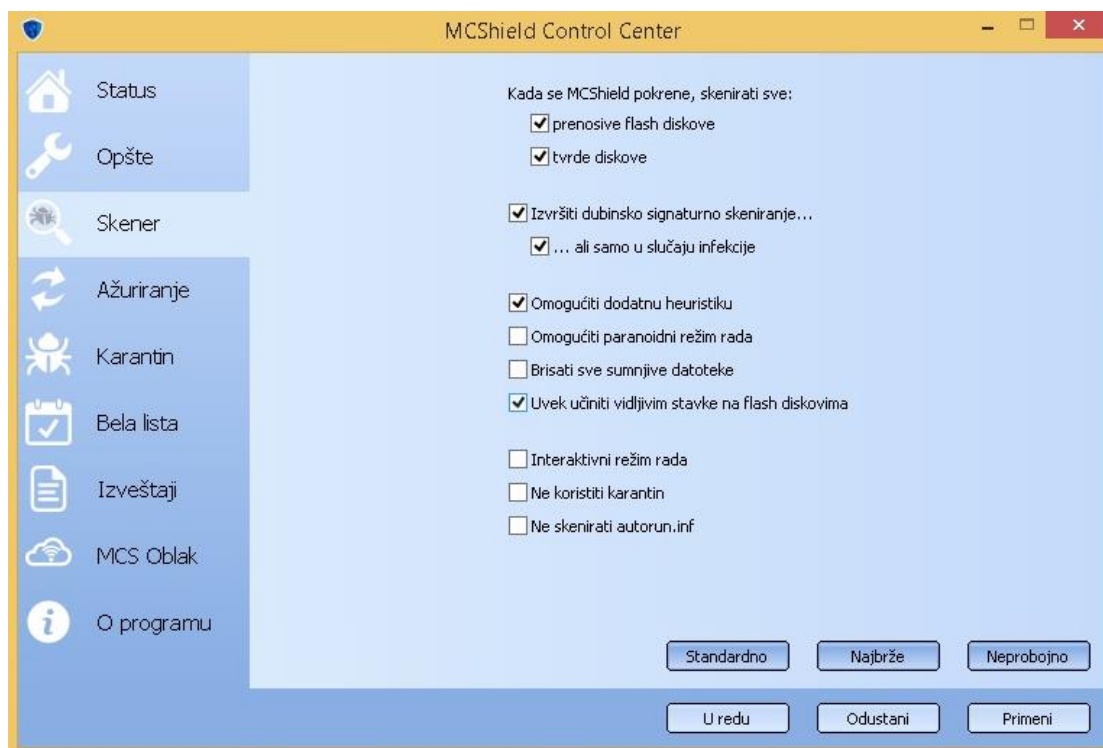 MCShield Control Center
Status
Opšte
Skener
Ažuriranje
Karantin
Bela lista
Izveštaji
MCS Oblak
O programu
Kada se MCShield pokrene, skenirati sve:
prenosive flash diskove
tvrde diskove
Izvršiti dubinsko signaturno skeniranje...
... ali samo u slučaju infekcije
Omogućiti dodatnu heuristiku
Omogućiti paranoidni režim rada
Brisati sve sumnjive datoteke
Uvek učiniti vidljivim stavke na flash diskovima
Interaktivni režim rada
Ne koristiti karantin
Ne skenirati autorun.inf
Standardno
Najbrže
Neprobojno
U redu
Odustani
Primeni